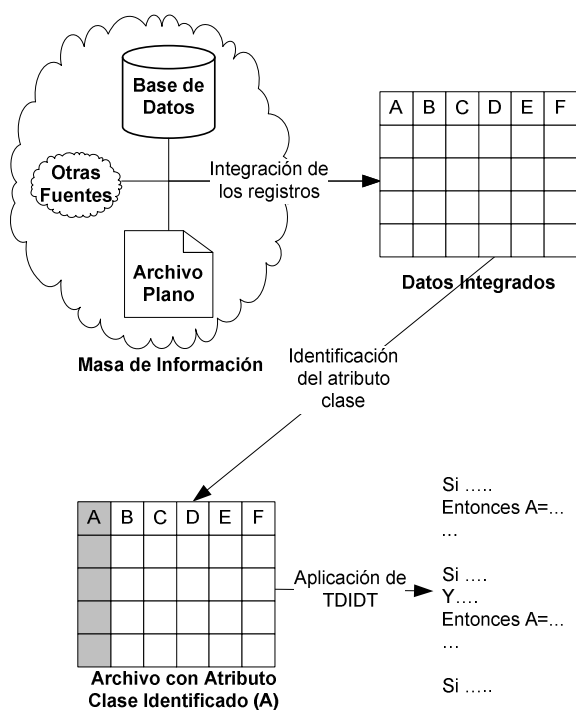 Base de
Datos
Otras
Fuentes
Archivo
Plano
Masa de Información
Integración de
los registros
A B C D E F
Datos Integrados
Identificación
del atributo
clase
A B C D E F
Archivo con Atributo
Clase Identificado (A)
Aplicación de
TDIDT
Si …..
Entonces A=...
...
Si ….
Y….
Entonces A=...
...
Si …..